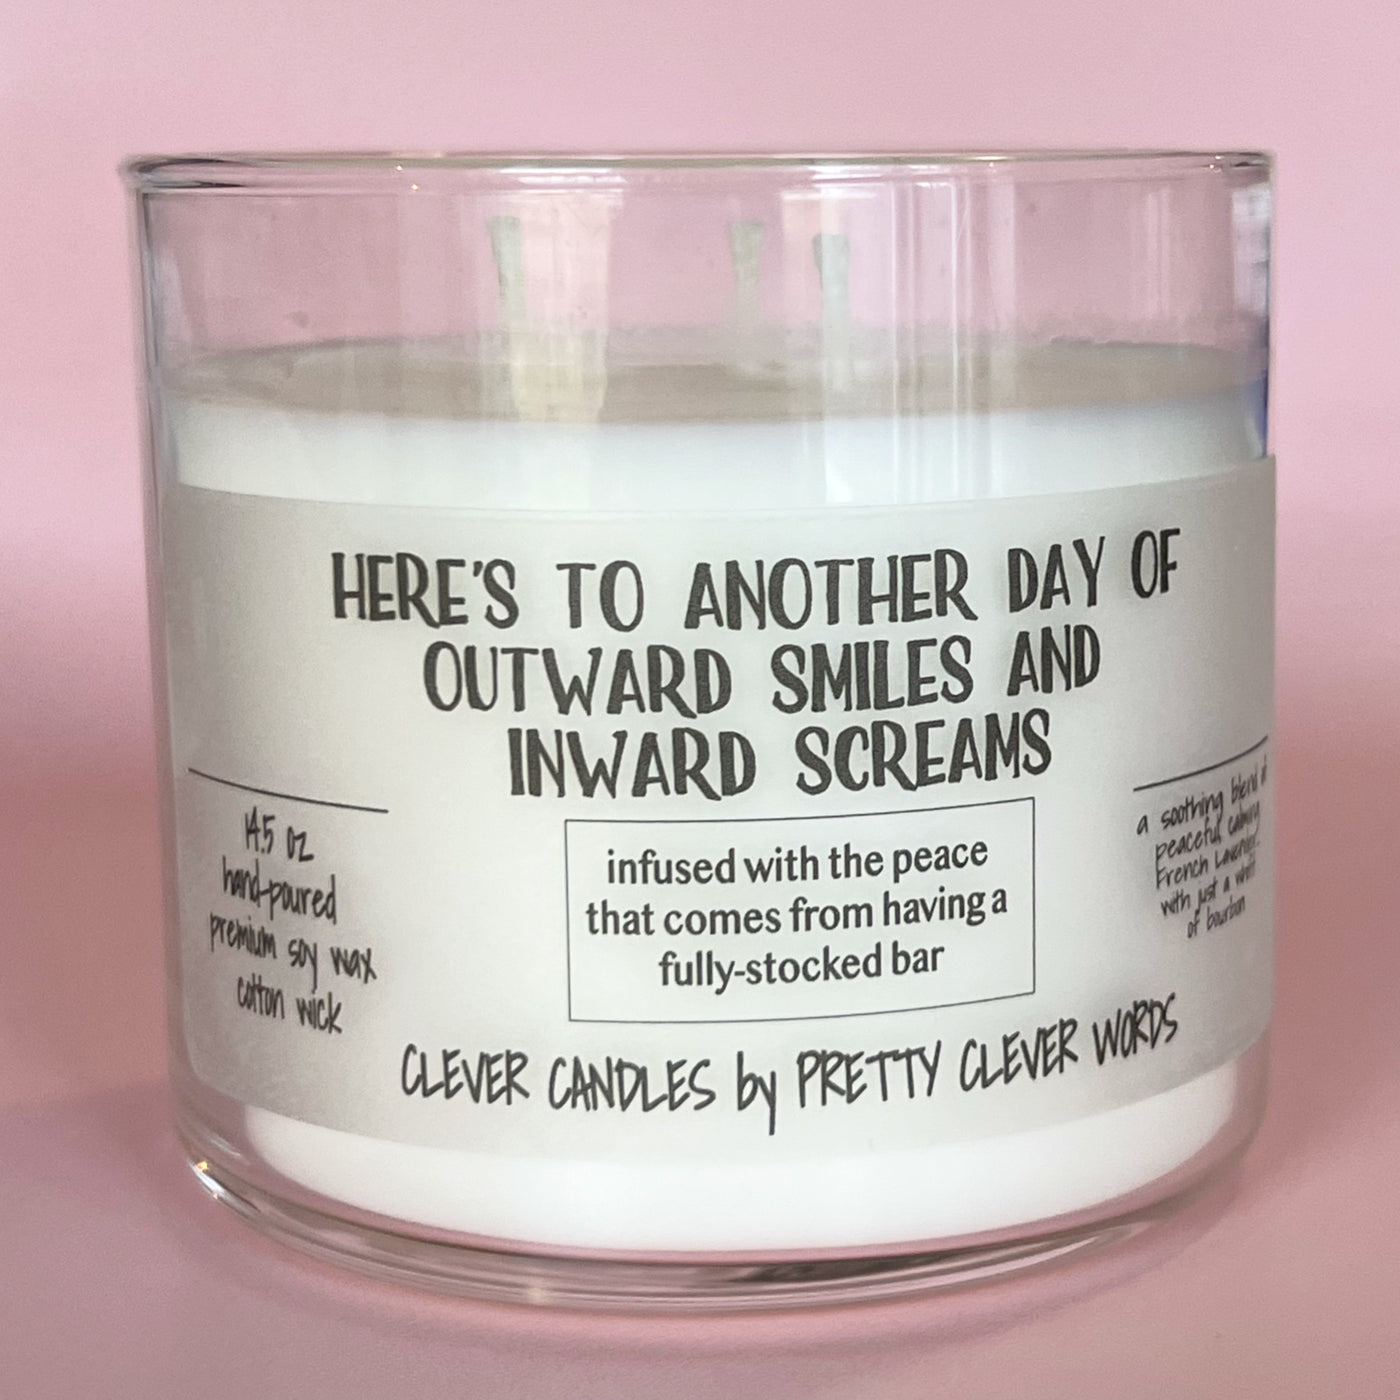 HERE'S TO ANOTHER DAY OF
OUTWARD SMILES AND
INWARD SCREAMS
14.5 oz
hand-poured
premium soy wax
cotton wick
infused with the peace
that comes from having a
fully-stocked bar
a soothing blend of
peaceful, calming
French Lavender
with just a whiff
of bourbon
CLEVER CANDLES by PRETTY CLEVER WORDS